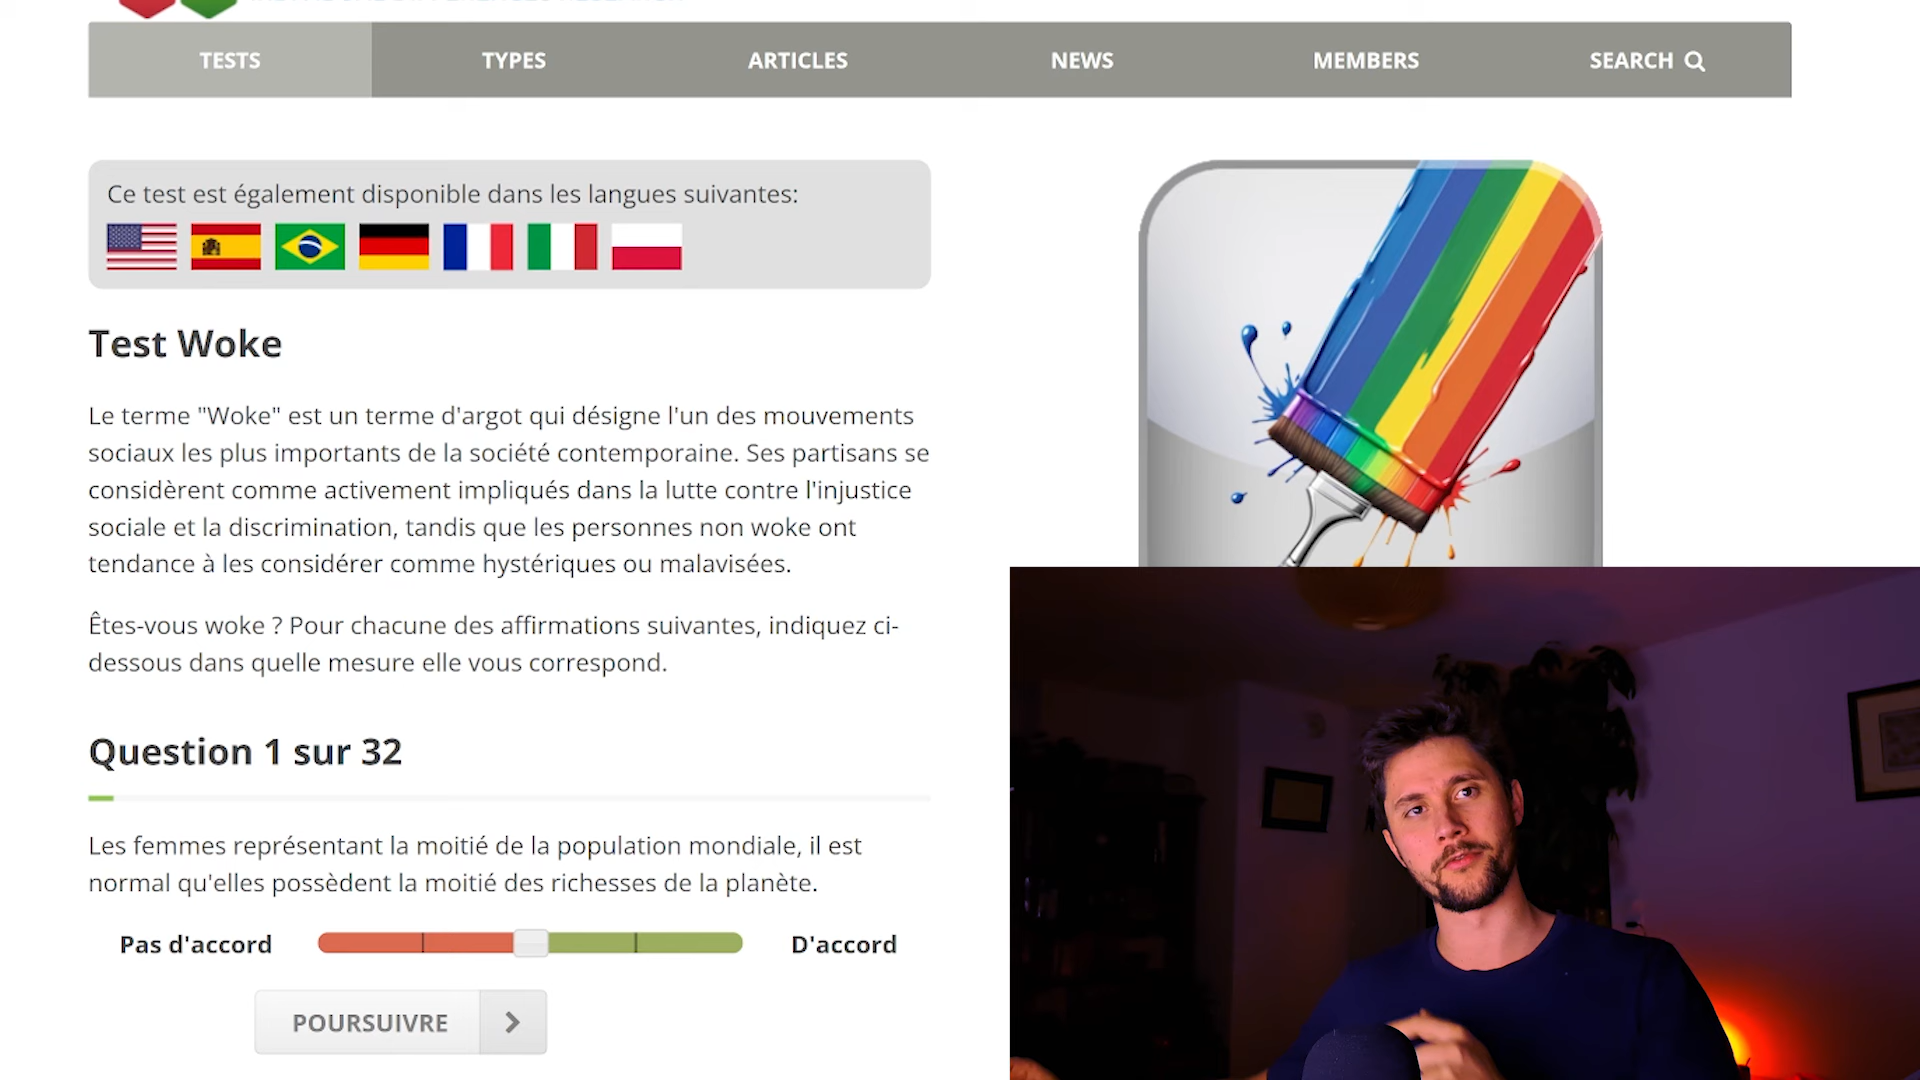 TESTS TYPES ARTICLES NEWS MEMBERS SEARCH
Ce test est également disponible dans les langues suivantes:
Test Woke
Le terme "Woke" est un terme d'argot qui désigne l'un des mouvements
sociaux les plus importants de la société contemporaine. Ses partisans se
considèrent comme activement impliqués dans la lutte contre l'injustice
sociale et la discrimination, tandis que les personnes non woke ont
tendance à les considérer comme hystériques ou malavisées.
Êtes-vous woke ? Pour chacune des affirmations suivantes, indiquez ci-
dessous dans quelle mesure elle vous correspond.
Question 1 sur 32
Les femmes représentant la moitié de la population mondiale, il est
normal qu'elles possèdent la moitié des richesses de la planète.
Pas d'accord D'accord
POURSUIVRE